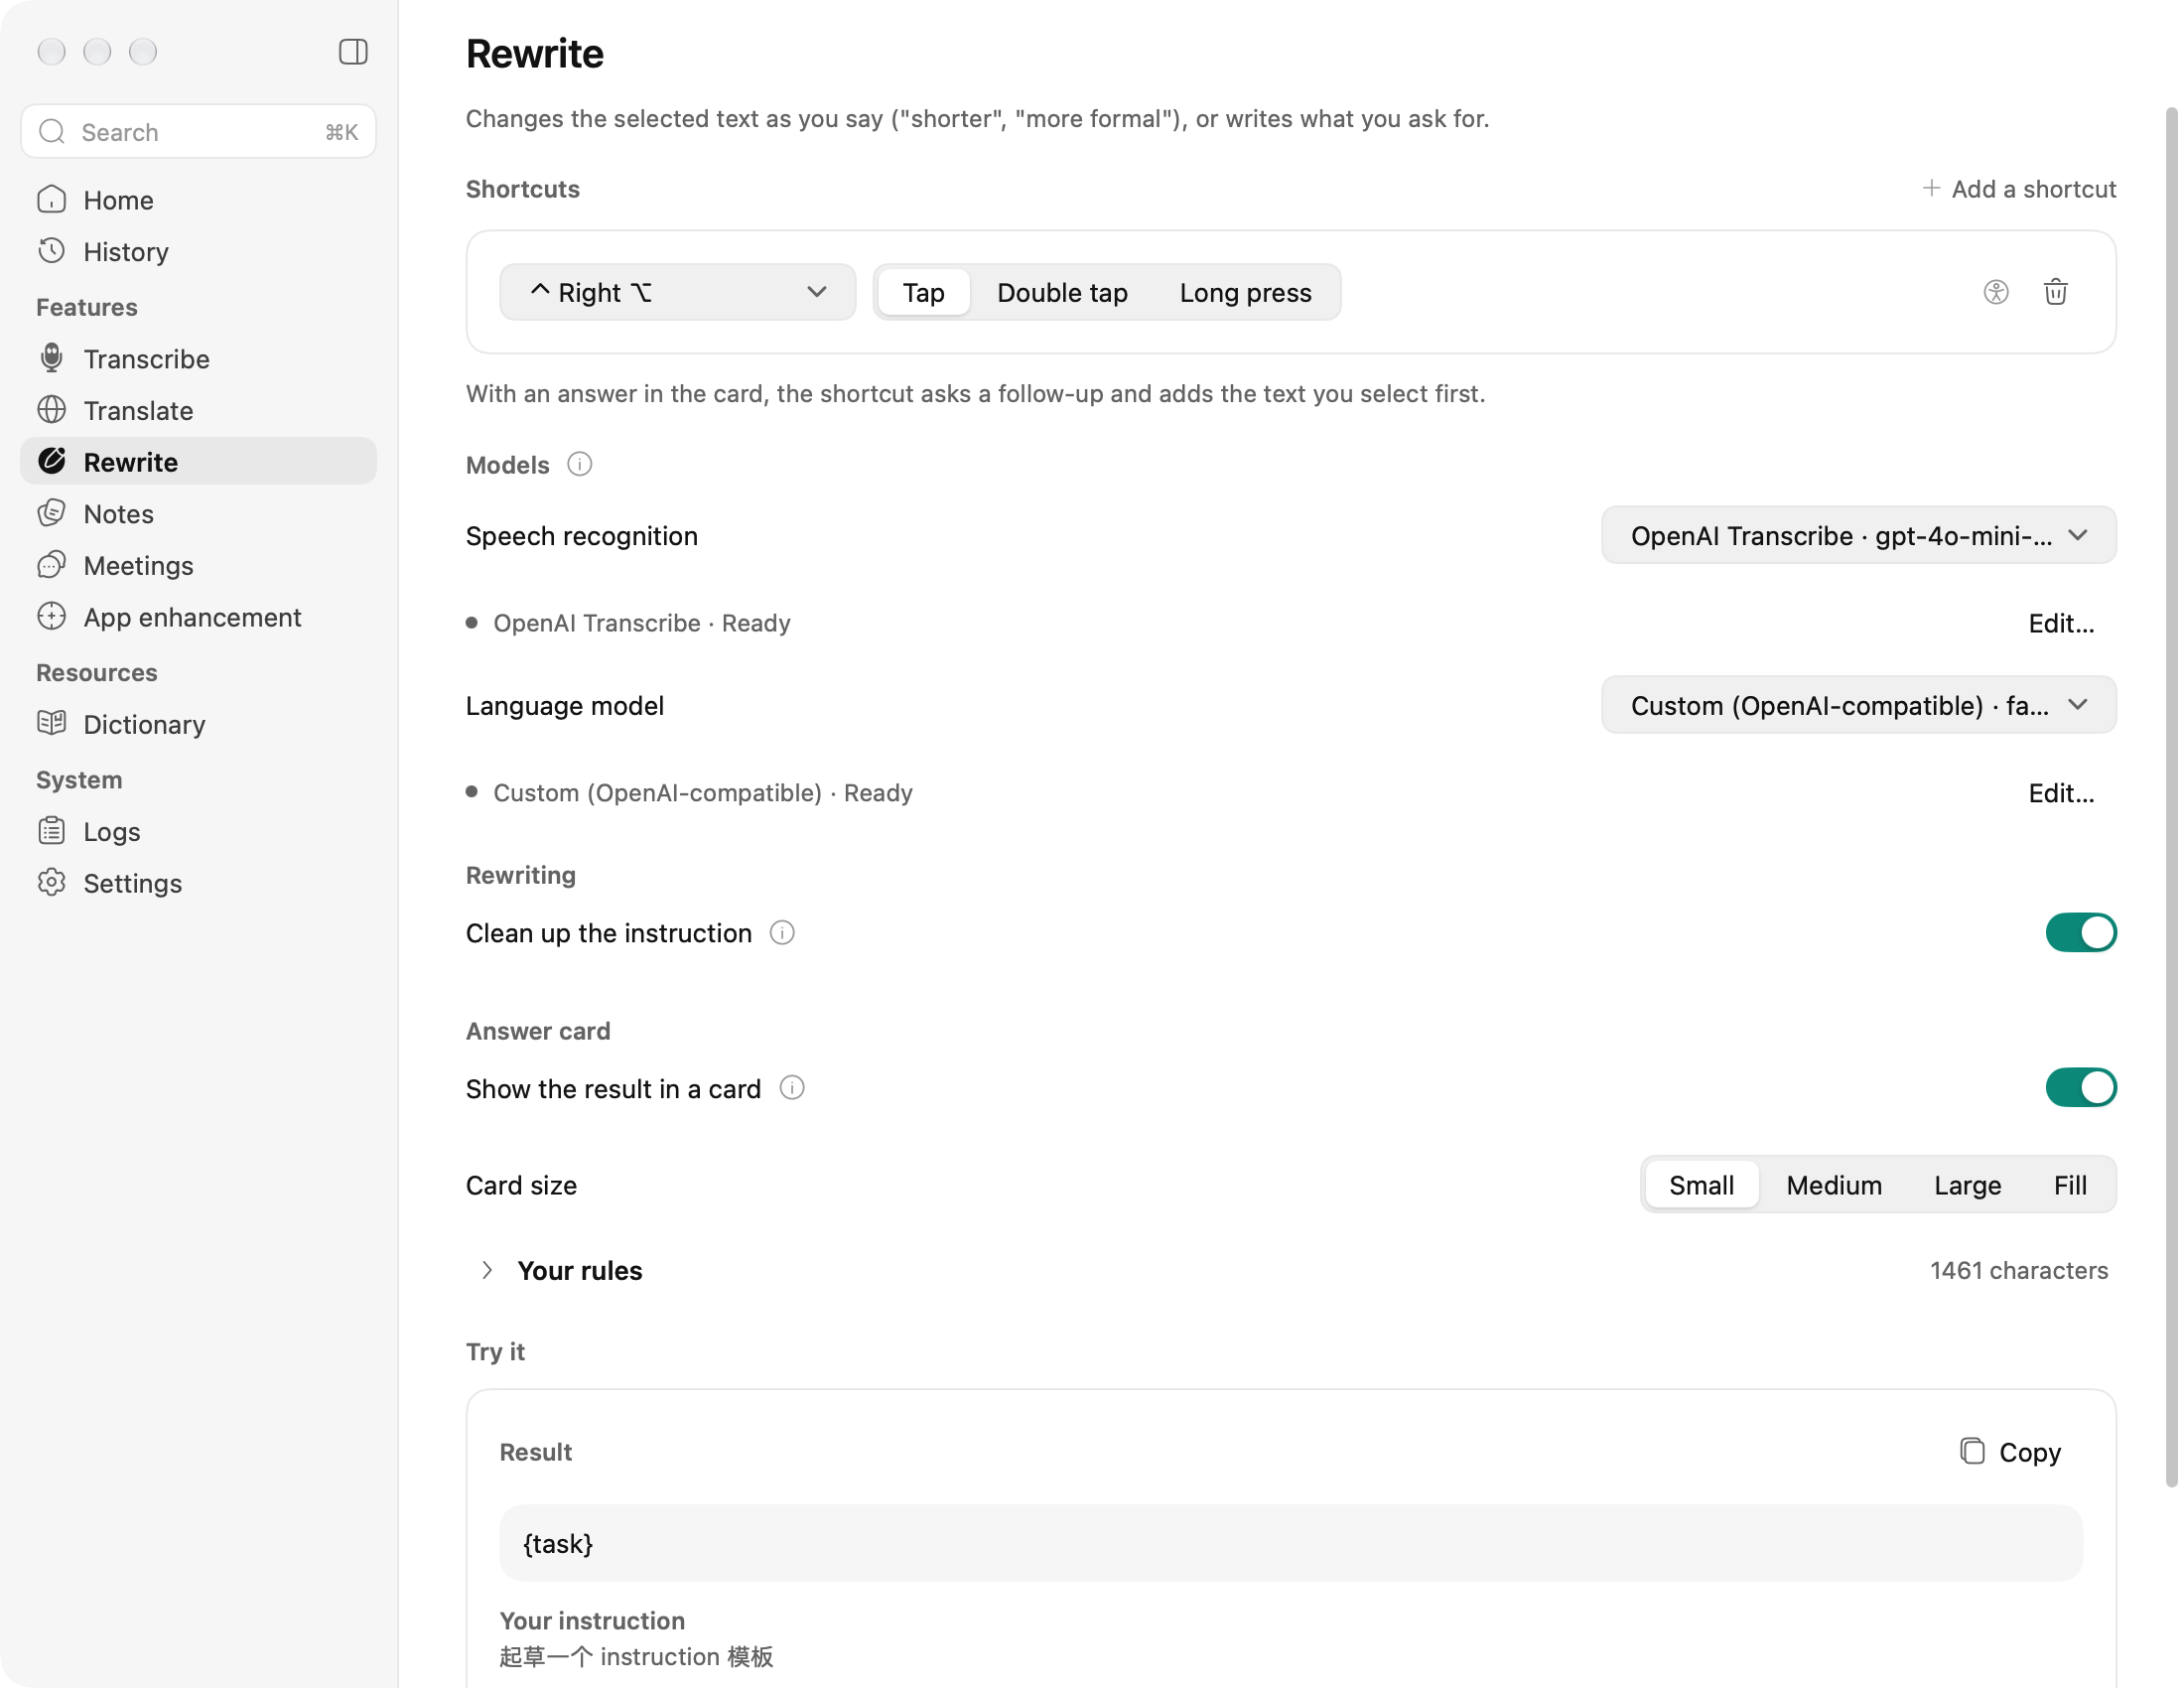 Search ⌘K
Home
History
Features
Transcribe
Translate
Rewrite
Notes
Meetings
App enhancement
Resources
Dictionary
System
Logs
Settings
Rewrite
Changes the selected text as you say ("shorter", "more formal"), or writes what you ask for.
Shortcuts + Add a shortcut
⌃ Right ⌥ Tap Double tap Long press
With an answer in the card, the shortcut asks a follow-up and adds the text you select first.
Models
Speech recognition OpenAI Transcribe · gpt-4o-mini-...
OpenAI Transcribe · Ready Edit...
Language model Custom (OpenAI-compatible) · fa...
Custom (OpenAI-compatible) · Ready Edit...
Rewriting
Clean up the instruction
Answer card
Show the result in a card
Card size Small Medium Large Fill
Your rules 1461 characters
Try it
Result Copy
{task}
Your instruction
起草一个 instruction 模板